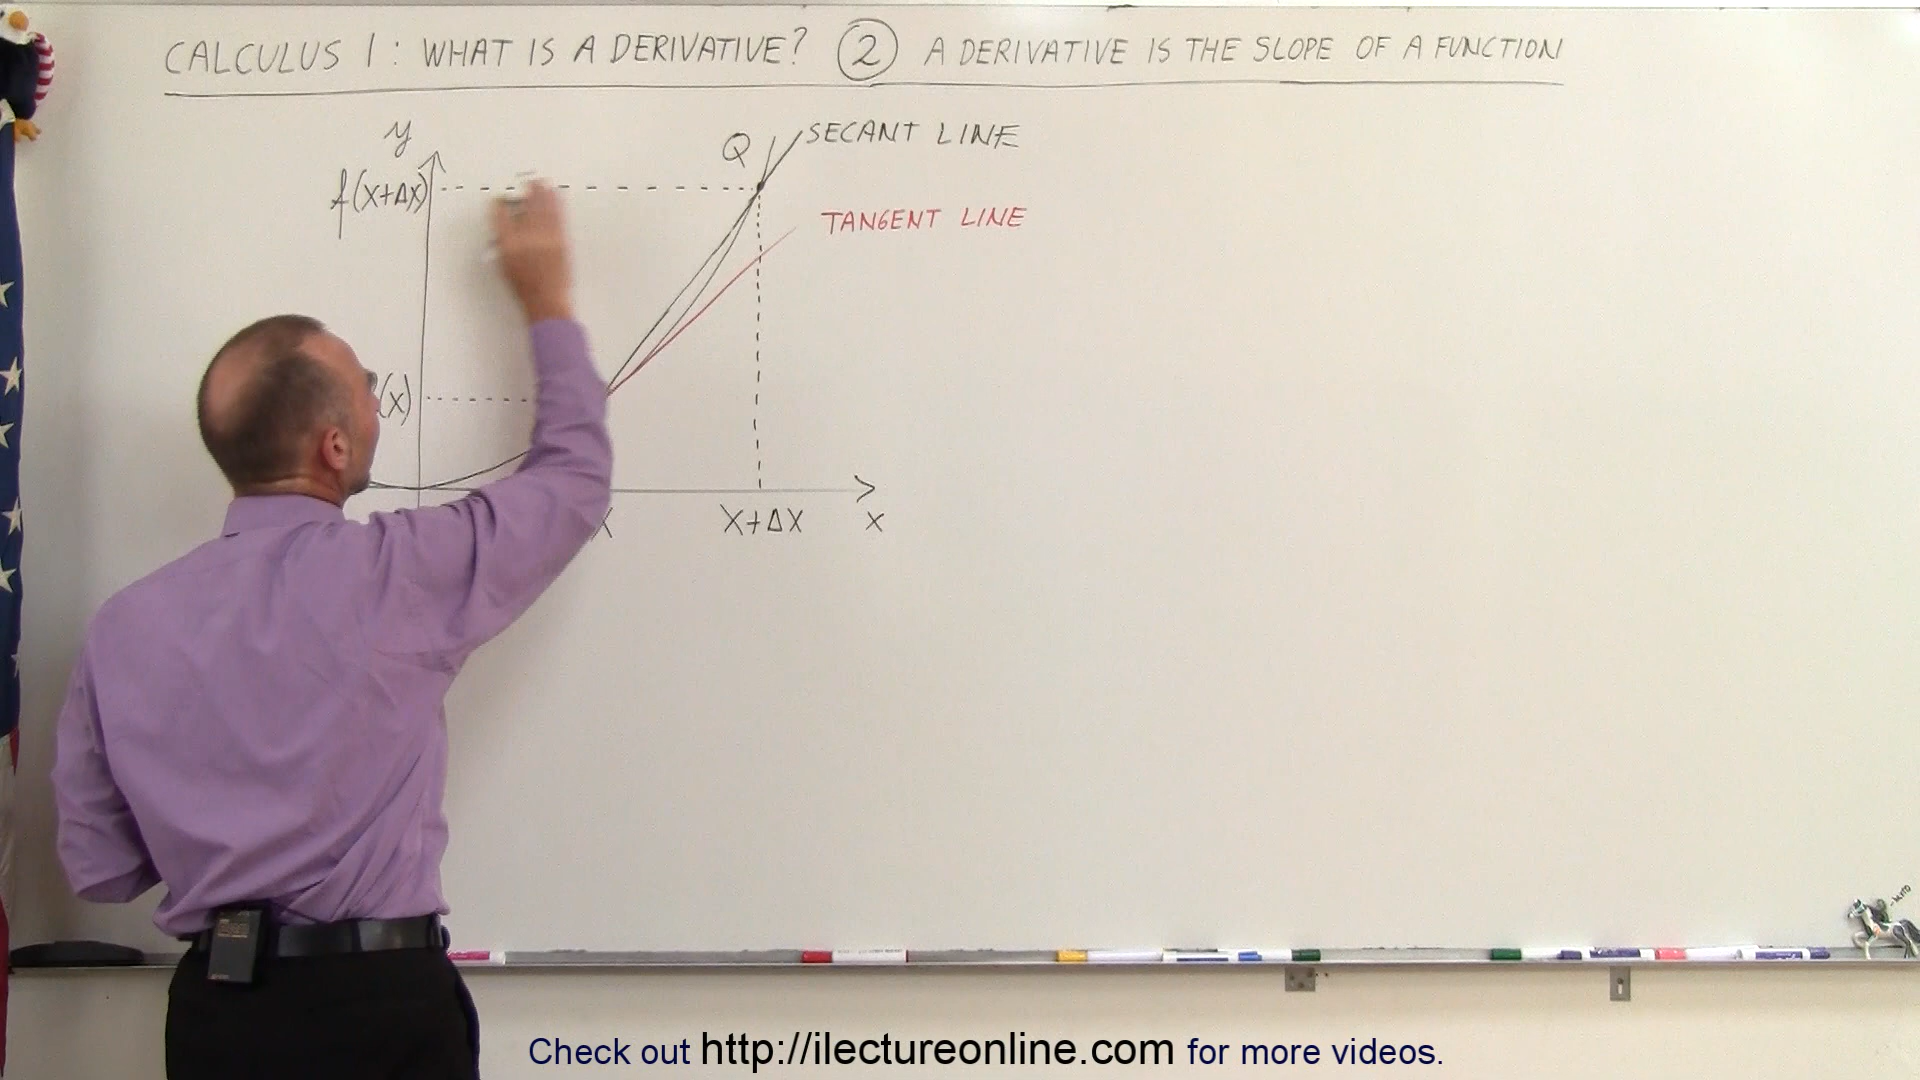 CALCULUS 1: WHAT IS A DERIVATIVE? 2 A DERIVATIVE IS THE SLOPE OF A FUNCTION
y
Q SECANT LINE
f(x+Δx)
TANGENT LINE
(x)
X X+ΔX x
Check out http://ilectureonline.com for more videos.